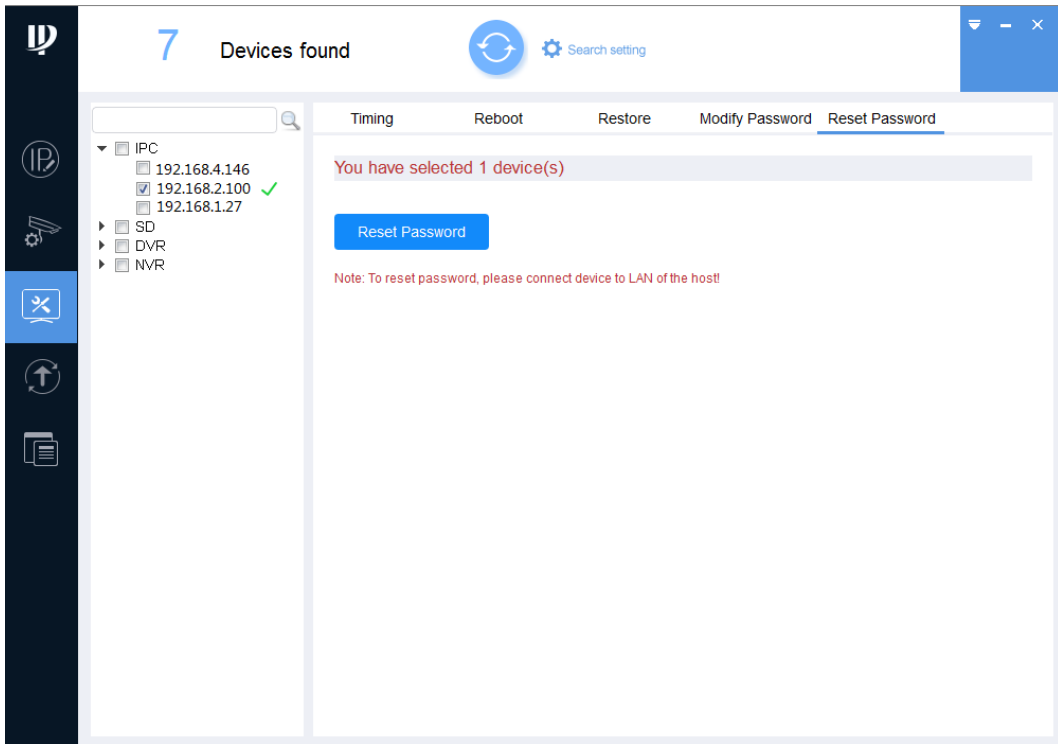 7 Devices found
Search setting
Timing Reboot Restore Modify Password Reset Password
IPC
192.168.4.146
192.168.2.100
192.168.1.27
SD
DVR
NVR
You have selected 1 device(s)
Reset Password
Note: To reset password, please connect device to LAN of the host!
IP